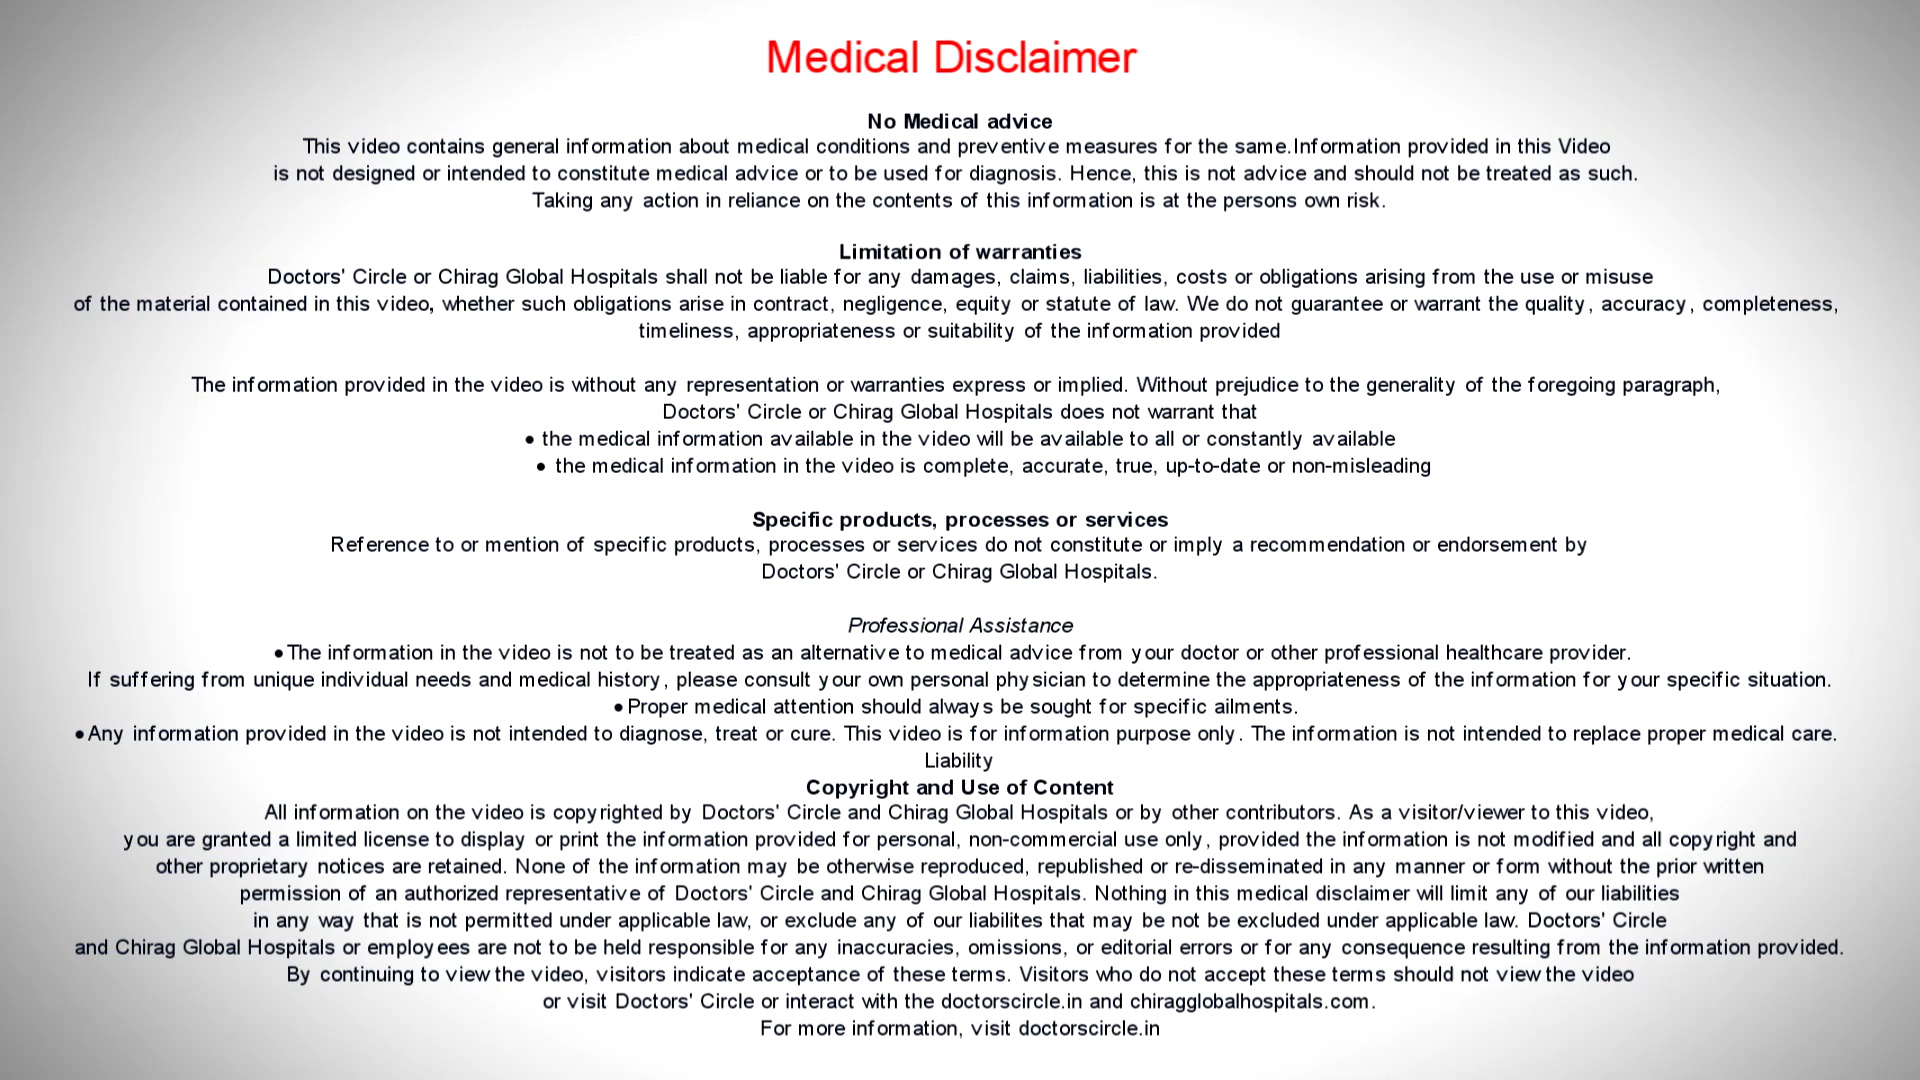 Medical Disclaimer
No Medical advice
This video contains general information about medical conditions and preventive measures for the same.Information provided in this Video
is not designed or intended to constitute medical advice or to be used for diagnosis. Hence, this is not advice and should not be treated as such.
Taking any action in reliance on the contents of this information is at the persons own risk.
Limitation of warranties
Doctors' Circle or Chirag Global Hospitals shall not be liable for any damages, claims, liabilities, costs or obligations arising from the use or misuse
of the material contained in this video, whether such obligations arise in contract, negligence, equity or statute of law. We do not guarantee or warrant the quality, accuracy, completeness,
timeliness, appropriateness or suitability of the information provided
The information provided in the video is without any representation or warranties express or implied. Without prejudice to the generality of the foregoing paragraph,
Doctors' Circle or Chirag Global Hospitals does not warrant that
• the medical information available in the video will be available to all or constantly available
• the medical information in the video is complete, accurate, true, up-to-date or non-misleading
Specific products, processes or services
Reference to or mention of specific products, processes or services do not constitute or imply a recommendation or endorsement by
Doctors' Circle or Chirag Global Hospitals.
Professional Assistance
•The information in the video is not to be treated as an alternative to medical advice from your doctor or other professional healthcare provider.
If suffering from unique individual needs and medical history, please consult your own personal physician to determine the appropriateness of the information for your specific situation.
•Proper medical attention should always be sought for specific ailments.
•Any information provided in the video is not intended to diagnose, treat or cure. This video is for information purpose only. The information is not intended to replace proper medical care.
Liability
Copyright and Use of Content
All information on the video is copyrighted by Doctors' Circle and Chirag Global Hospitals or by other contributors. As a visitor/viewer to this video,
you are granted a limited license to display or print the information provided for personal, non-commercial use only, provided the information is not modified and all copyright and
other proprietary notices are retained. None of the information may be otherwise reproduced, republished or re-disseminated in any manner or form without the prior written
permission of an authorized representative of Doctors' Circle and Chirag Global Hospitals. Nothing in this medical disclaimer will limit any of our liabilities
in any way that is not permitted under applicable law, or exclude any of our liabilites that may be not be excluded under applicable law. Doctors' Circle
and Chirag Global Hospitals or employees are not to be held responsible for any inaccuracies, omissions, or editorial errors or for any consequence resulting from the information provided.
By continuing to view the video, visitors indicate acceptance of these terms. Visitors who do not accept these terms should not view the video
or visit Doctors' Circle or interact with the doctorscircle.in and chiragglobalhospitals.com.
For more information, visit doctorscircle.in